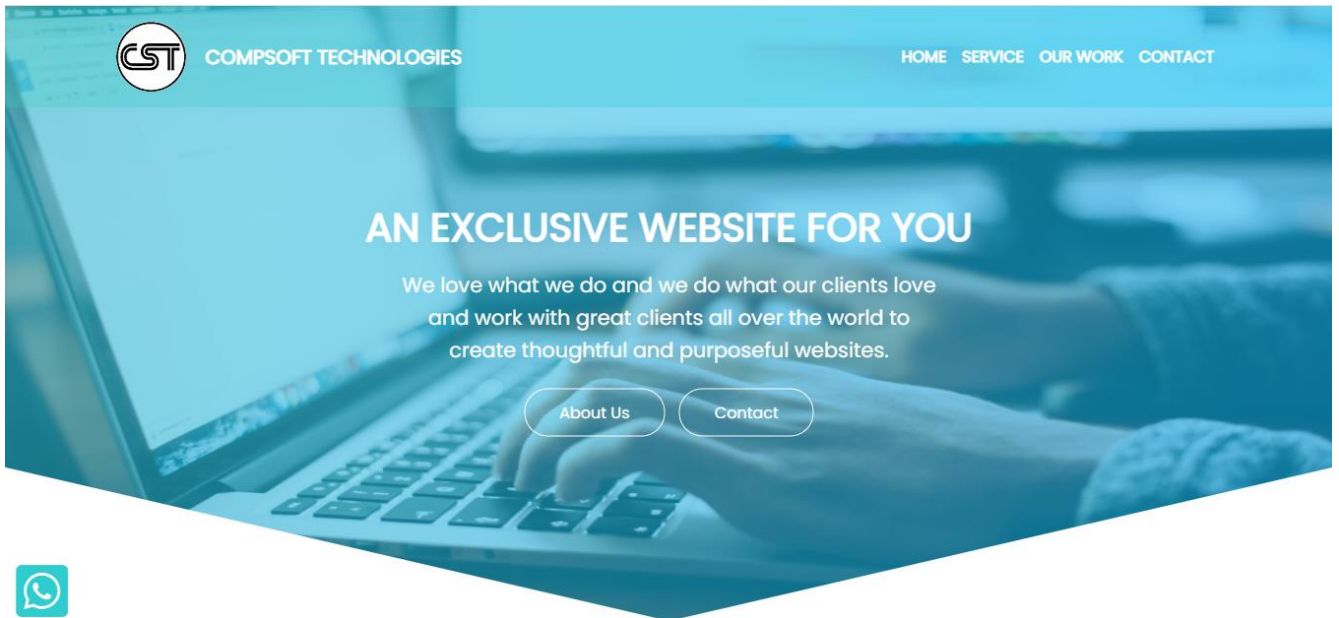 CST
COMPSOFT TECHNOLOGIES
HOME SERVICE OUR WORK CONTACT
AN EXCLUSIVE WEBSITE FOR YOU
We love what we do and we do what our clients love
and work with great clients all over the world to
create thoughtful and purposeful websites.
About Us
Contact